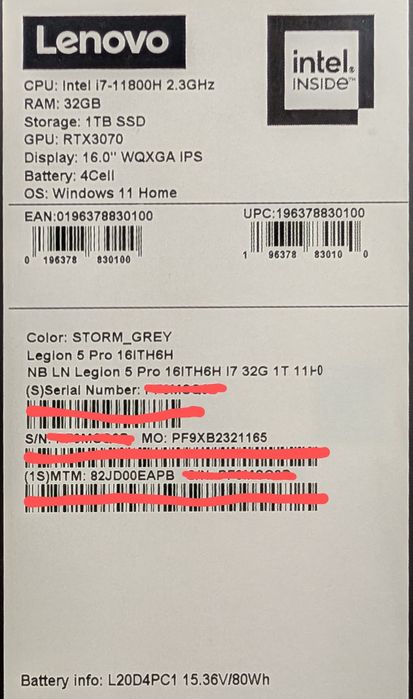 Lenovo
intel.
INSIDE™
CPU: Intel i7-11800H 2.3GHz
RAM: 32GB
Storage: 1TB SSD
GPU: RTX3070
Display: 16.0" WQXGA IPS
Battery: 4Cell
OS: Windows 11 Home
EAN:0196378830100
UPC:196378830100
0 196378 830100
1 96378 83010 0
Color: STORM_GREY
Legion 5 Pro 16ITH6H
NB LN Legion 5 Pro 16ITH6H I7 32G 1T 11H
(S)Serial Number:
S/N MO: PF9XB2321165
(1S)MTM: 82JD00EAPB
Battery info: L20D4PC1 15.36V/80Wh